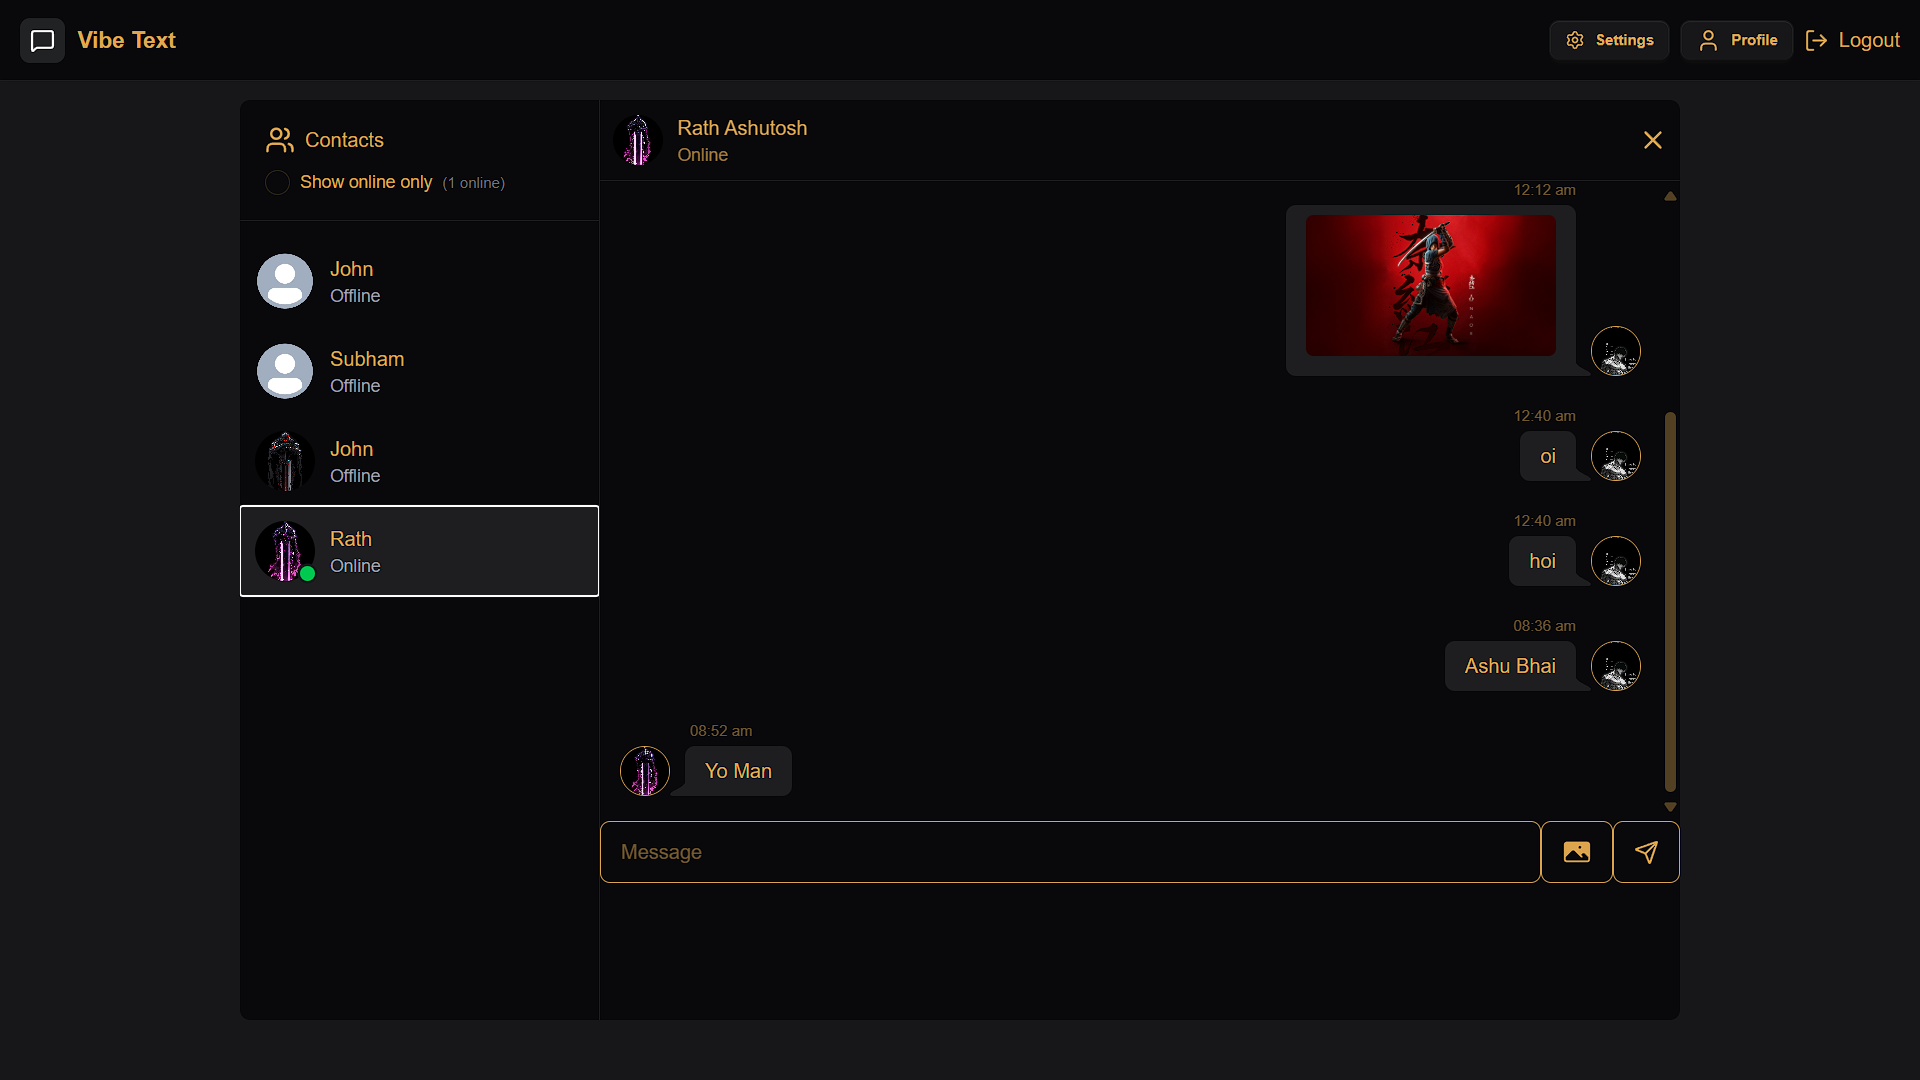 Vibe Text
Settings
Profile
Logout
Contacts
Show online only (1 online)
John
Offline
Subham
Offline
John
Offline
Rath
Online
Rath Ashutosh
Online
12:12 am
12:40 am
oi
12:40 am
hoi
08:36 am
Ashu Bhai
08:52 am
Yo Man
Message